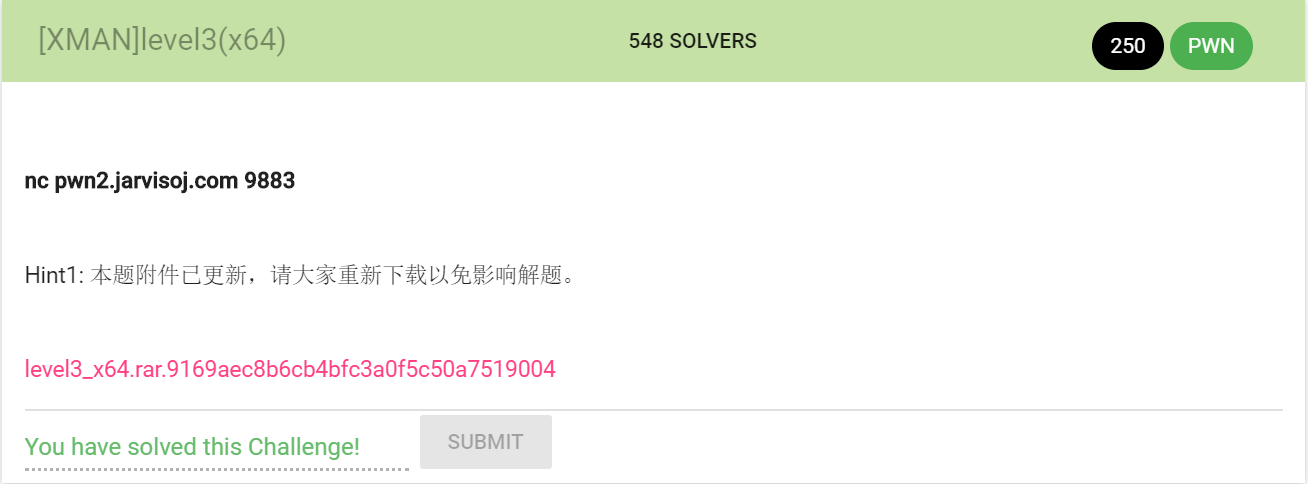 [XMAN]level3(x64)
548 SOLVERS
250
PWN
nc pwn2.jarvisoj.com 9883
Hint1: 本题附件已更新，请大家重新下载以免影响解题。
level3_x64.rar.9169aec8b6cb4bfc3a0f5c50a7519004
You have solved this Challenge!
SUBMIT